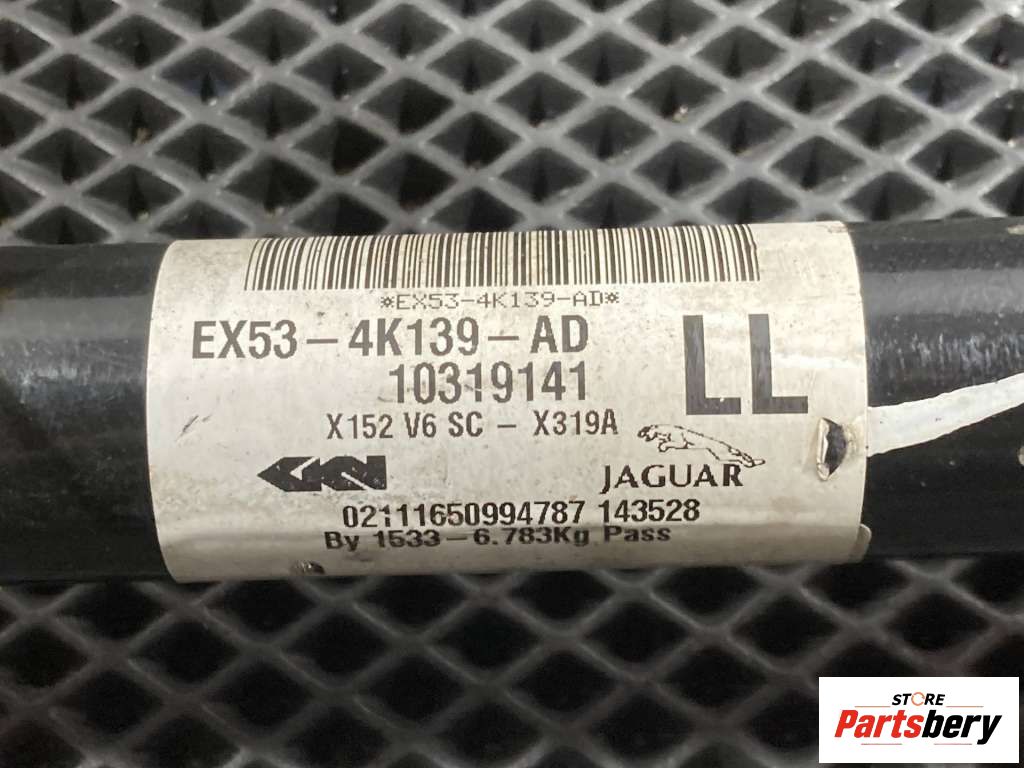 *EX53-4K139-AD*
EX53-4K139-AD
10319141
LL
X152 V6 SC - X319A
GKN
JAGUAR
02111650994787 143528
By 1533-6.783Kg Pass
STORE
Partsbery